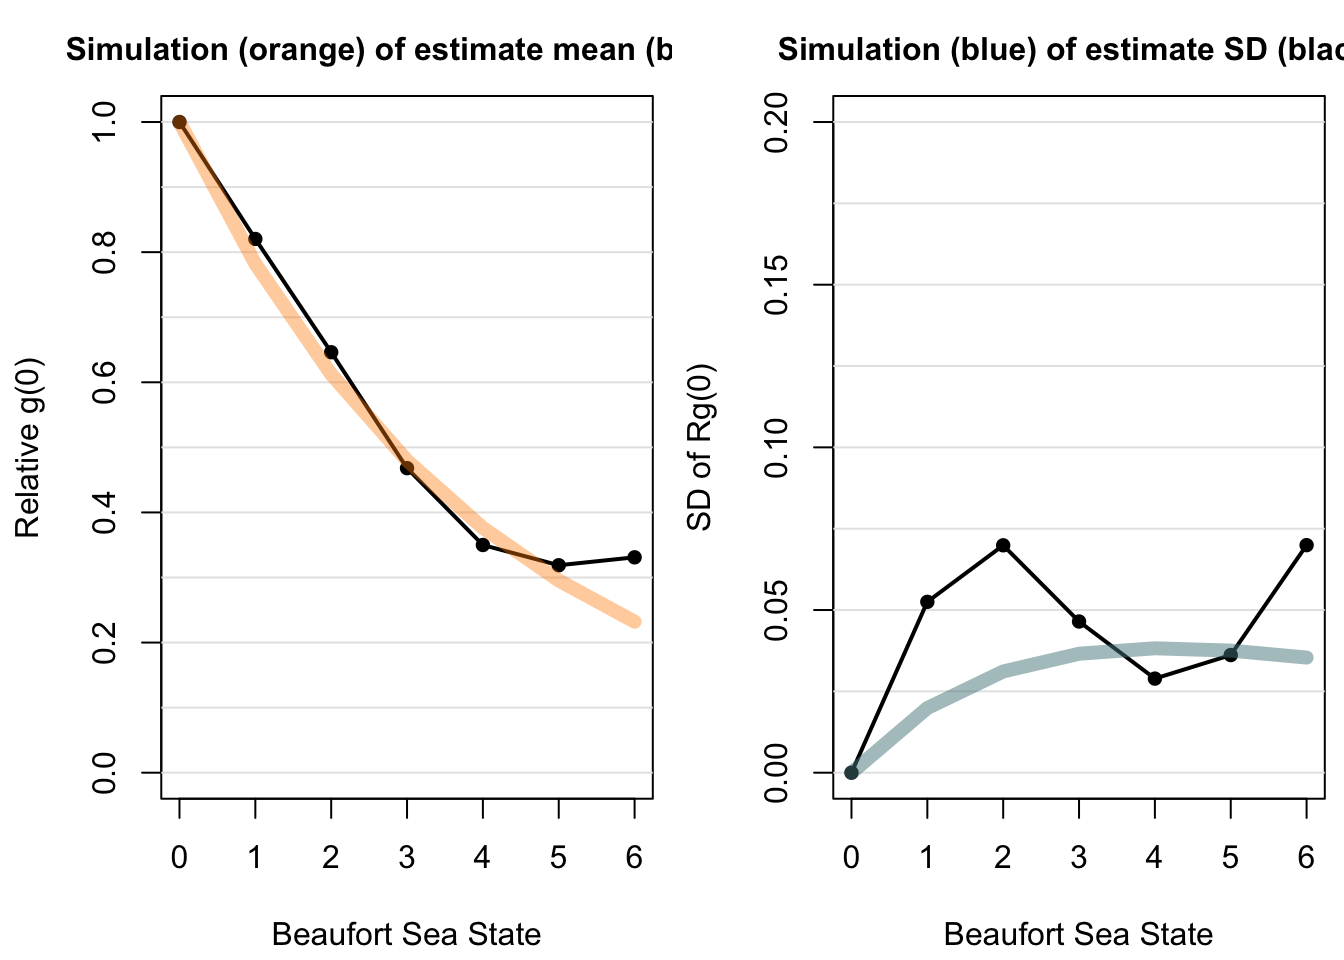 Simulation (orange) of estimate mean (b
Relative g(0)
1.0
0.8
0.6
0.4
0.2
0.0
0 1 2 3 4 5 6
Beaufort Sea State
Simulation (blue) of estimate SD (blac
SD of Rg(0)
0.20
0.15
0.10
0.05
0.00
0 1 2 3 4 5 6
Beaufort Sea State